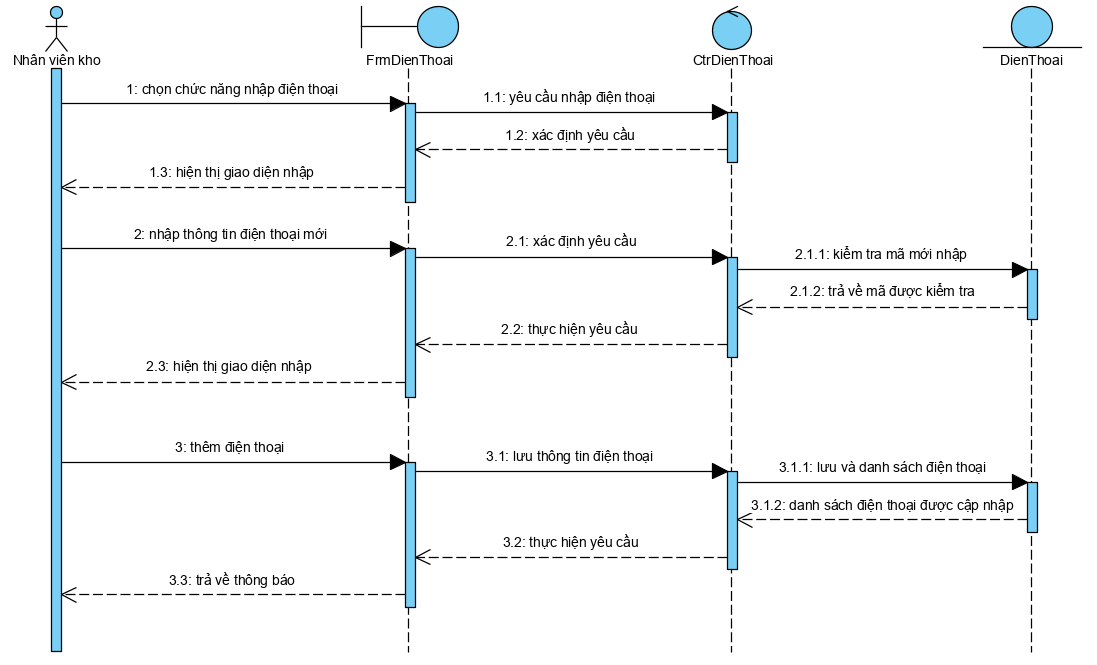 Nhân viên kho
FrmDienThoai
CtrDienThoai
DienThoai
1: chọn chức năng nhập điện thoại
1.1: yêu cầu nhập điện thoại
1.2: xác định yêu cầu
1.3: hiện thị giao diện nhập
2: nhập thông tin điện thoại mới
2.1: xác định yêu cầu
2.1.1: kiểm tra mã mới nhập
2.1.2: trả về mã được kiểm tra
2.2: thực hiện yêu cầu
2.3: hiện thị giao diện nhập
3: thêm điện thoại
3.1: lưu thông tin điện thoại
3.1.1: lưu và danh sách điện thoại
3.1.2: danh sách điện thoại được cập nhập
3.2: thực hiện yêu cầu
3.3: trả về thông báo